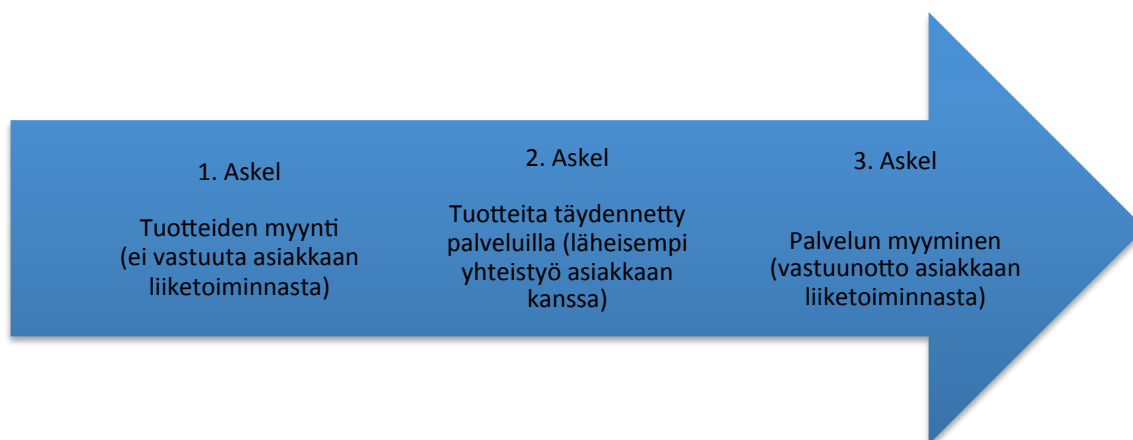 1. Askel
Tuotteiden myynti
(ei vastuuta asiakkaan
liiketoiminnasta)
2. Askel
Tuotteita täydennetty
palveluilla (läheisempi
yhteistyö asiakkaan
kanssa)
3. Askel
Palvelun myyminen
(vastuunotto asiakkaan
liiketoiminnasta)